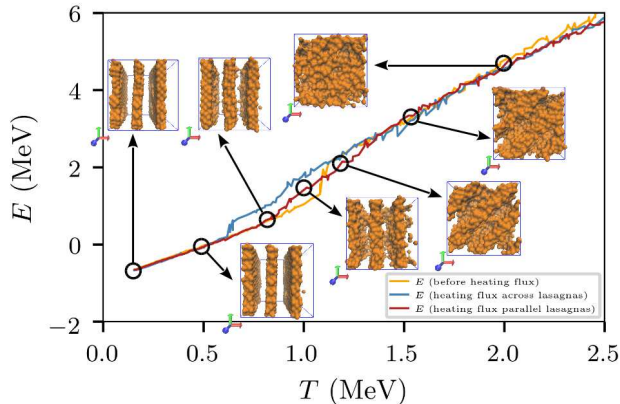 6
4
2
0
−2
E (MeV)
E (before heating flux)
E (heating flux across lasagnas)
E (heating flux parallel lasagnas)
0.0 0.5 1.0 1.5 2.0 2.5
T (MeV)